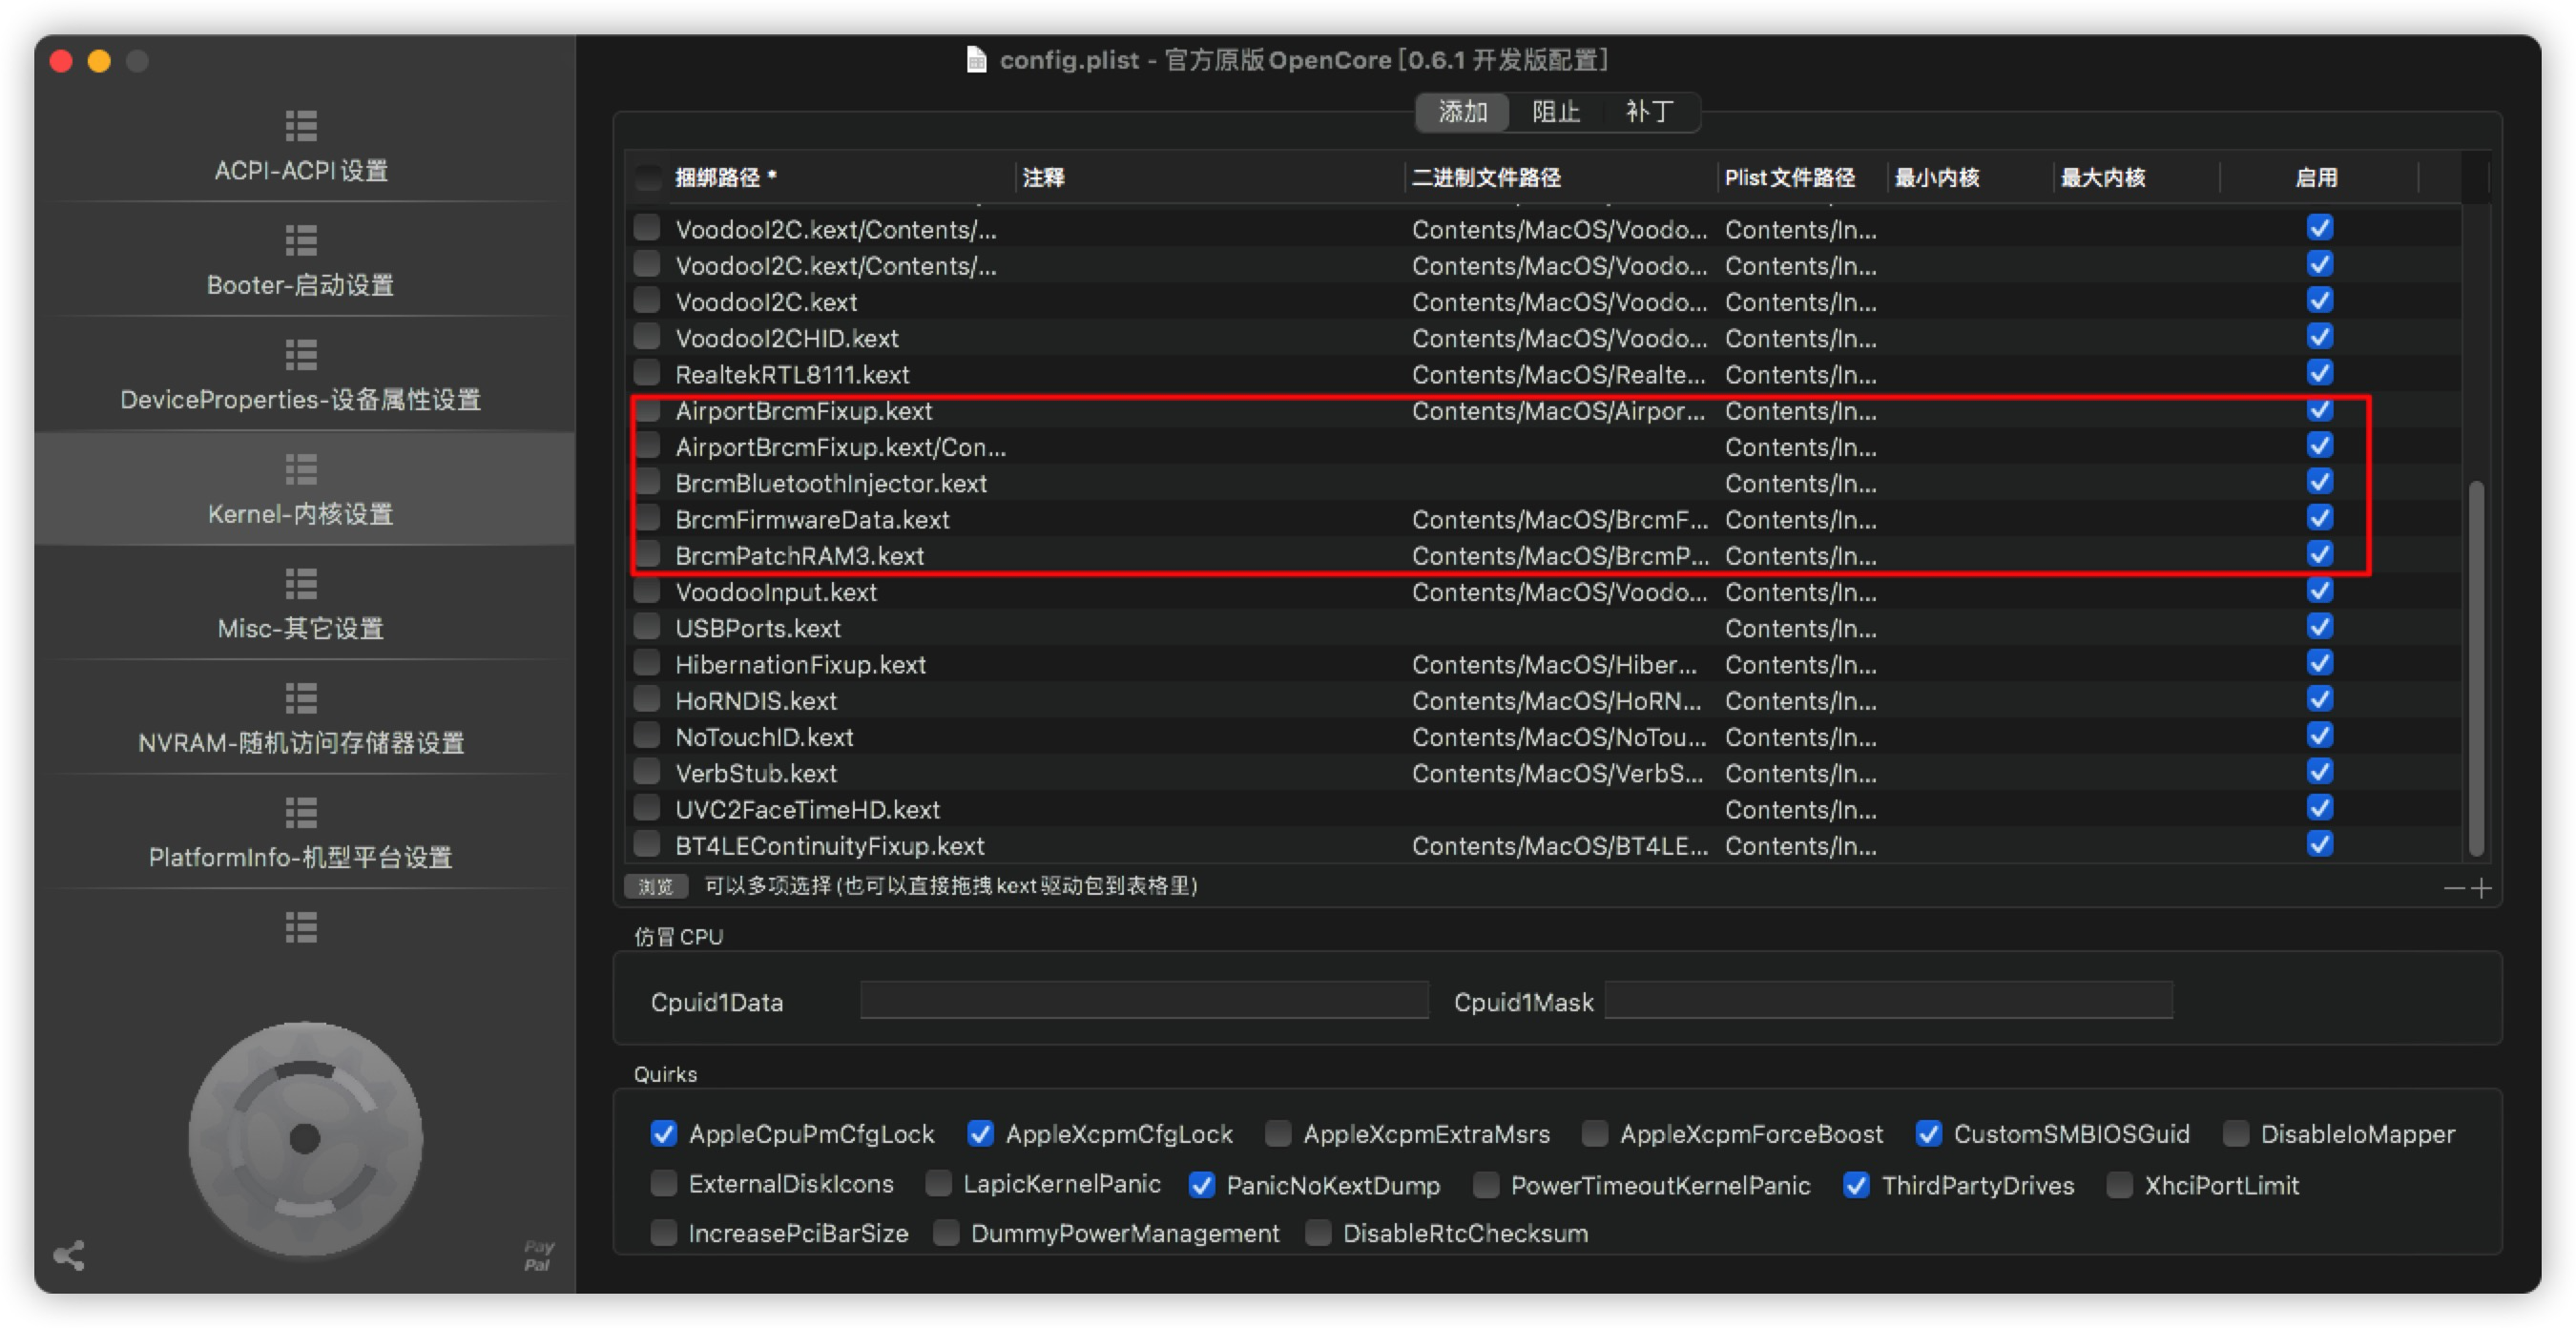 config.plist - 官方原版OpenCore [0.6.1 开发版配置]
ACPI-ACPI 设置
Booter-启动设置
DeviceProperties-设备属性设置
Kernel-内核设置
Misc-其它设置
NVRAM-随机访问存储器设置
PlatformInfo-机型平台设置
Pay
Pal
添加 阻止 补丁
捆绑路径 * 注释 二进制文件路径 Plist 文件路径 最小内核 最大内核 启用
VoodooI2C.kext/Contents/... Contents/MacOS/Voodo... Contents/In...
VoodooI2C.kext/Contents/... Contents/MacOS/Voodo... Contents/In...
VoodooI2C.kext Contents/MacOS/Voodo... Contents/In...
VoodooI2CHID.kext Contents/MacOS/Voodo... Contents/In...
RealtekRTL8111.kext Contents/MacOS/Realte... Contents/In...
AirportBrcmFixup.kext Contents/MacOS/Airpor... Contents/In...
AirportBrcmFixup.kext/Con... Contents/In...
BrcmBluetoothInjector.kext Contents/In...
BrcmFirmwareData.kext Contents/MacOS/BrcmF... Contents/In...
BrcmPatchRAM3.kext Contents/MacOS/BrcmP... Contents/In...
VoodooInput.kext Contents/MacOS/Voodo... Contents/In...
USBPorts.kext Contents/In...
HibernationFixup.kext Contents/MacOS/Hiber... Contents/In...
HoRNDIS.kext Contents/MacOS/HoRN... Contents/In...
NoTouchID.kext Contents/MacOS/NoTou... Contents/In...
VerbStub.kext Contents/MacOS/VerbS... Contents/In...
UVC2FaceTimeHD.kext Contents/In...
BT4LEContinuityFixup.kext Contents/MacOS/BT4LE... Contents/In...
浏览 可以多项选择(也可以直接拖拽 kext 驱动包到表格里)
仿冒 CPU
Cpuid1Data Cpuid1Mask
Quirks
AppleCpuPmCfgLock AppleXcpmCfgLock AppleXcpmExtraMsrs AppleXcpmForceBoost CustomSMBIOSGuid DisableIoMapper
ExternalDiskIcons LapicKernelPanic PanicNoKextDump PowerTimeoutKernelPanic ThirdPartyDrives XhciPortLimit
IncreasePciBarSize DummyPowerManagement DisableRtcChecksum